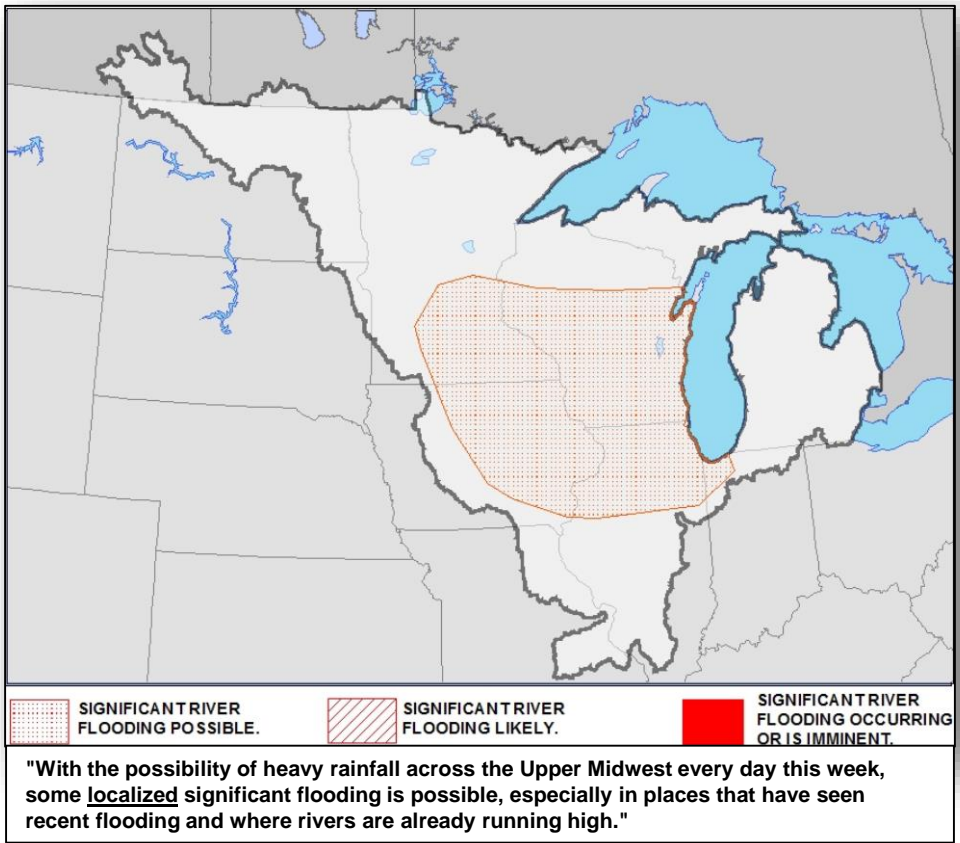 SIGNIFICANT RIVER
FLOODING POSSIBLE.
SIGNIFICANT RIVER
FLOODING LIKELY.
SIGNIFICANT RIVER
FLOODING OCCURRING
OR IS IMMINENT.
"With the possibility of heavy rainfall across the Upper Midwest every day this week,
some localized significant flooding is possible, especially in places that have seen
recent flooding and where rivers are already running high."